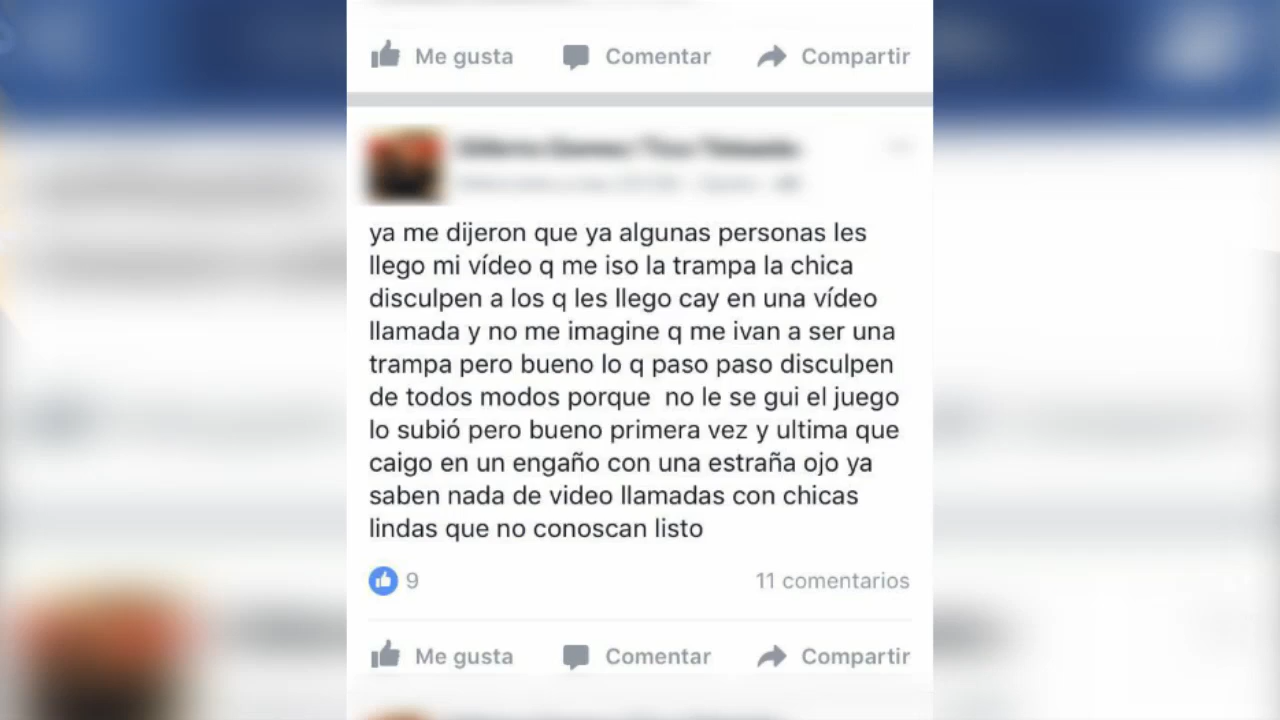 Me gusta Comentar Compartir
ya me dijeron que ya algunas personas les
llego mi vídeo q me iso la trampa la chica
disculpen a los q les llego cay en una vídeo
llamada y no me imagine q me ivan a ser una
trampa pero bueno lo q paso paso disculpen
de todos modos porque  no le se gui el juego
lo subió pero bueno primera vez y ultima que
caigo en un engaño con una estraña ojo ya
saben nada de video llamadas con chicas
lindas que no conoscan listo
9 11 comentarios
Me gusta Comentar Compartir